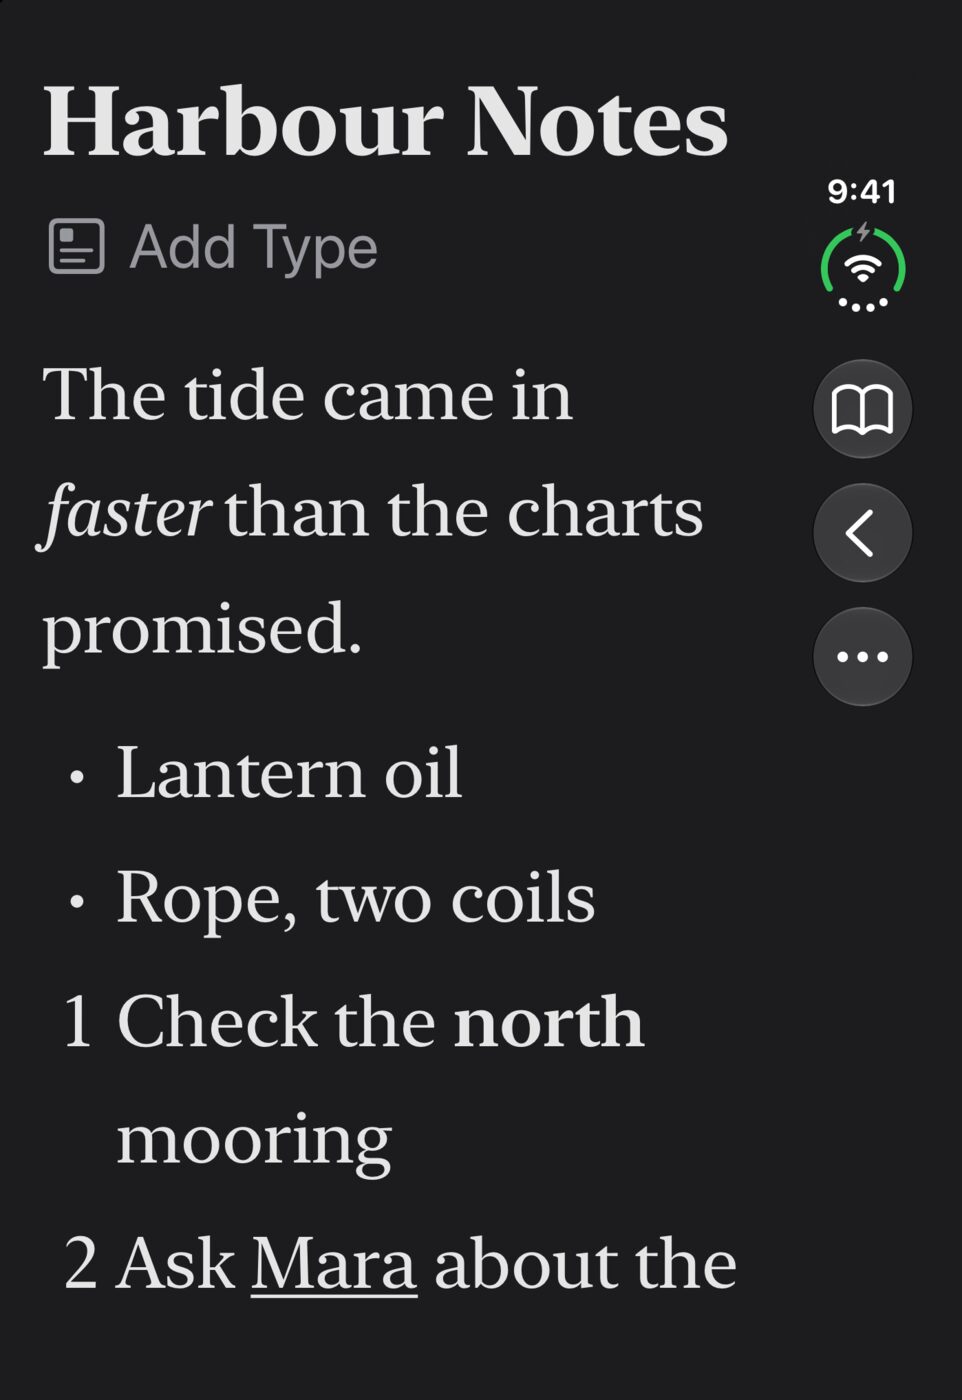 Harbour Notes
9:41
Add Type
The tide came in
faster than the charts
promised.
• Lantern oil
• Rope, two coils
1 Check the north
mooring
2 Ask Mara about the